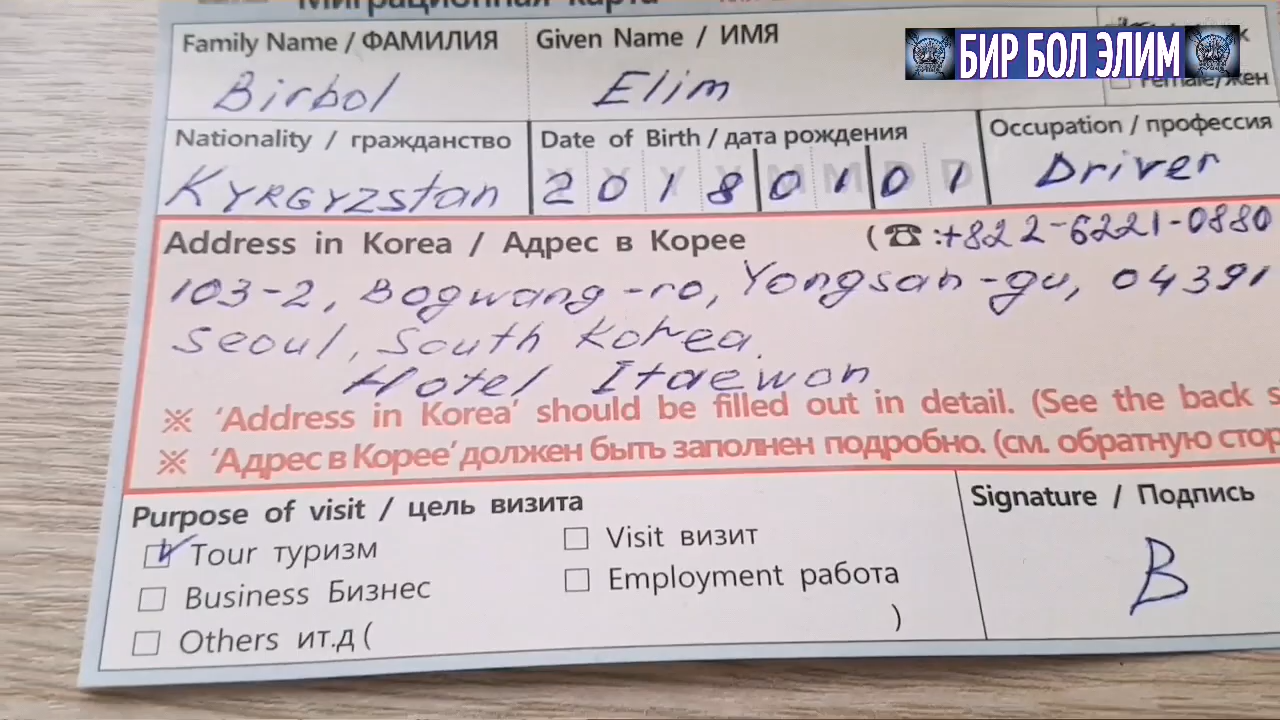 Миграционная карта
Family Name / ФАМИЛИЯ
Birbol
Given Name / ИМЯ
Elim
БИР БОЛ ЭЛИМ
Female/жен
Nationality / гражданство
Kyrgyzstan
Date of Birth / дата рождения
2 0 1 8 0 1 0 1
Occupation / профессия
Driver
Address in Korea / Адрес в Корее
(☎:+822-6221-0880
103-2, Bogwang-ro, Yongsan-gu, 04391
Seoul, South Korea.
Hotel Itaewon
※ ‘Address in Korea’ should be filled out in detail. (See the back s
※ ‘Адрес в Корее’ должен быть заполнен подробно. (см. обратную стор
Purpose of visit / цель визита
Tour туризм
Visit визит
Business Бизнес
Employment работа
Others ит.д ( )
Signature / Подпись
B